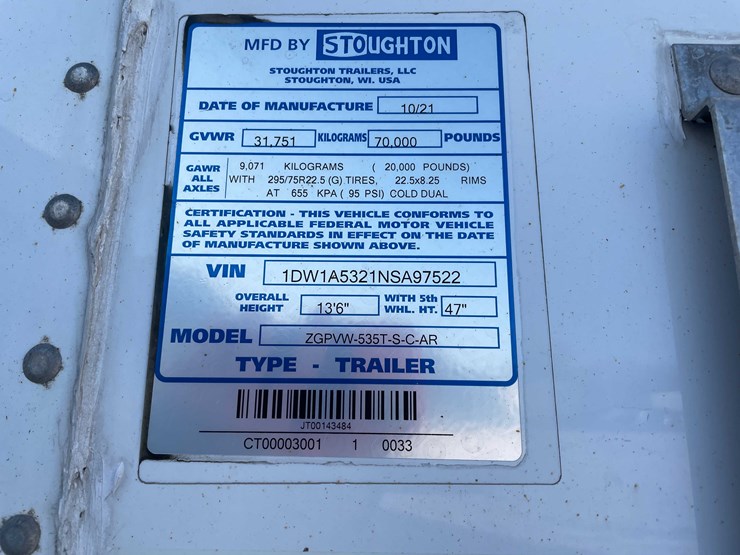 MFD BY STOUGHTON
STOUGHTON TRAILERS, LLC
STOUGHTON, WI. USA
DATE OF MANUFACTURE 10/21
GVWR 31,751 KILOGRAMS 70,000 POUNDS
GAWR ALL AXLES
9,071 KILOGRAMS ( 20,000 POUNDS)
WITH 295/75R22.5 (G) TIRES, 22.5x8.25 RIMS
AT 655 KPA ( 95 PSI) COLD DUAL
CERTIFICATION - THIS VEHICLE CONFORMS TO
ALL APPLICABLE FEDERAL MOTOR VEHICLE
SAFETY STANDARDS IN EFFECT ON THE DATE
OF MANUFACTURE SHOWN ABOVE.
VIN 1DW1A5321NSA97522
OVERALL HEIGHT 13'6" WITH 5th WHL. HT. 47"
MODEL ZGPVW-535T-S-C-AR
TYPE - TRAILER
JT00143484
CT00003001 1 0033